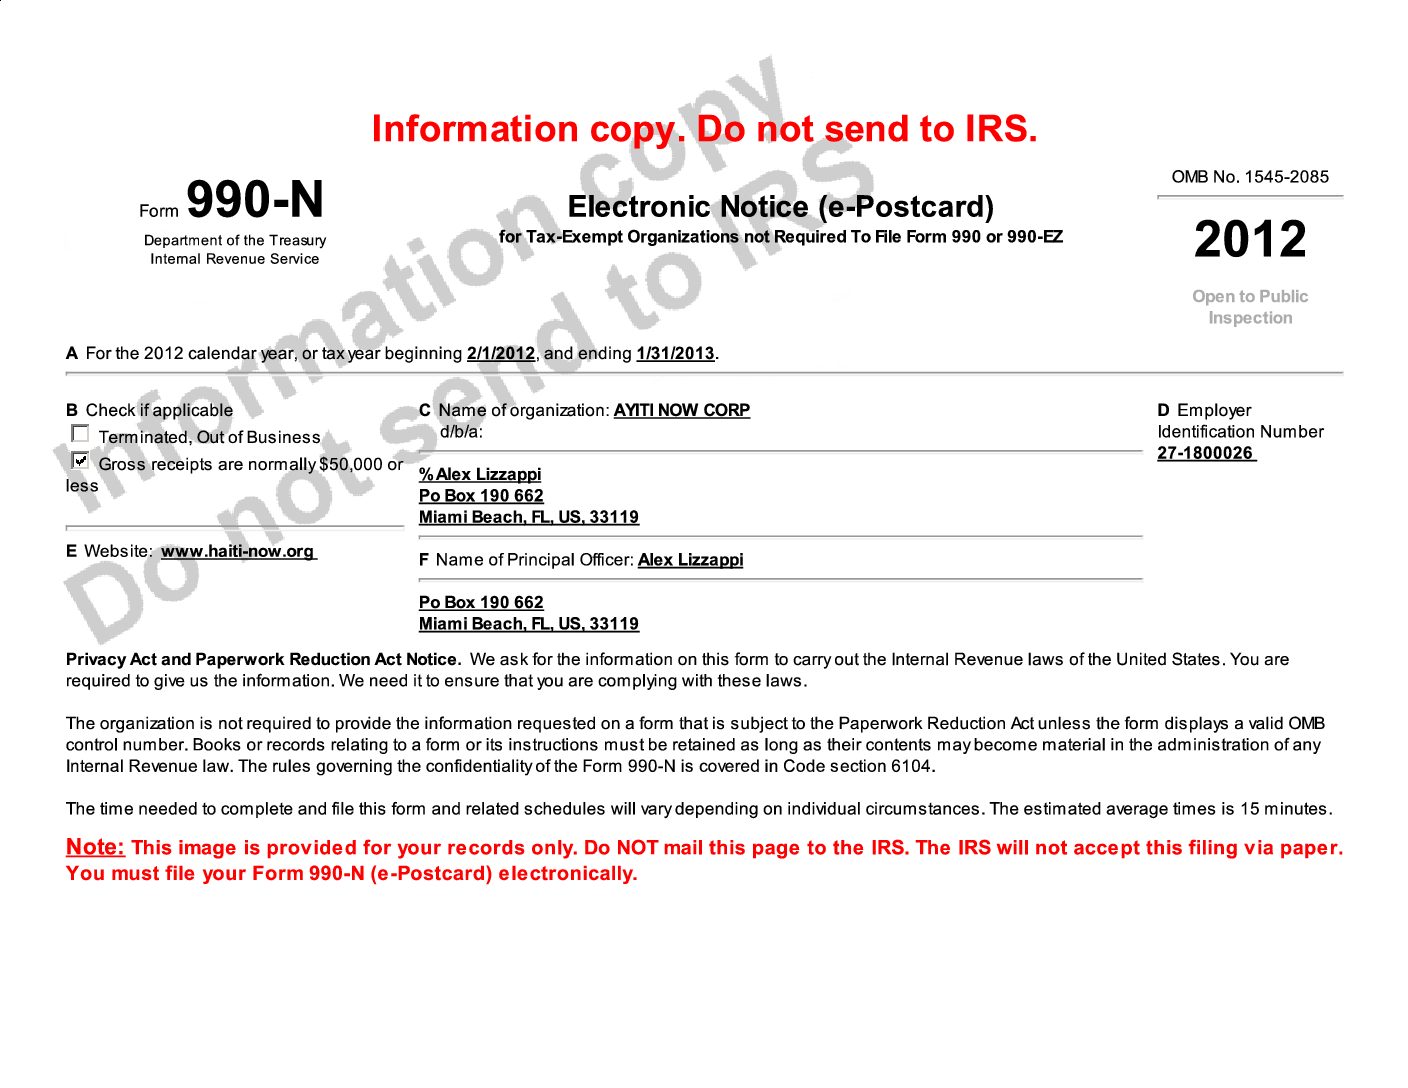 Information copy. Do not send to IRS.
Information copy
Do not send to IRS
Form 990-N
Department of the Treasury
Internal Revenue Service
Electronic Notice (e-Postcard)
for Tax-Exempt Organizations not Required To File Form 990 or 990-EZ
OMB No. 1545-2085
2012
Open to Public
Inspection
A For the 2012 calendar year, or tax year beginning 2/1/2012, and ending 1/31/2013.
B Check if applicable
Terminated, Out of Business
Gross receipts are normally $50,000 or
less
E Website: www.haiti-now.org
C Name of organization: AYITI NOW CORP
d/b/a:
%Alex Lizzappi
Po Box 190 662
Miami Beach, FL, US, 33119
F Name of Principal Officer: Alex Lizzappi
Po Box 190 662
Miami Beach, FL, US, 33119
D Employer
Identification Number
27-1800026
Privacy Act and Paperwork Reduction Act Notice. We ask for the information on this form to carry out the Internal Revenue laws of the United States. You are
required to give us the information. We need it to ensure that you are complying with these laws.
The organization is not required to provide the information requested on a form that is subject to the Paperwork Reduction Act unless the form displays a valid OMB
control number. Books or records relating to a form or its instructions must be retained as long as their contents may become material in the administration of any
Internal Revenue law. The rules governing the confidentiality of the Form 990-N is covered in Code section 6104.
The time needed to complete and file this form and related schedules will vary depending on individual circumstances. The estimated average times is 15 minutes.
Note: This image is provided for your records only. Do NOT mail this page to the IRS. The IRS will not accept this filing via paper.
You must file your Form 990-N (e-Postcard) electronically.